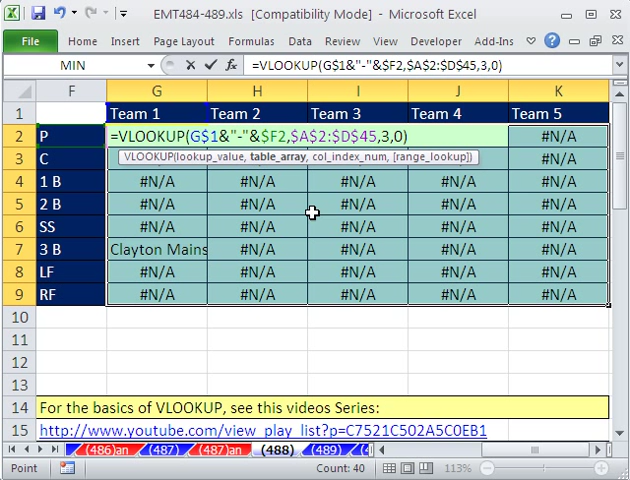 EMT484-489.xls [Compatibility Mode] - Microsoft Excel
File Home Insert Page Layout Formulas Data Review View Developer Add-Ins
MIN fx =VLOOKUP(G$1&"-"&$F2,$A$2:$D$45,3,0)
F G H I J K
1 Team 1 Team 2 Team 3 Team 4 Team 5
2 P =VLOOKUP(G$1&"-"&$F2,$A$2:$D$45,3,0) #N/A
3 C VLOOKUP(lookup_value, table_array, col_index_num, [range_lookup]) #N/A
4 1 B #N/A #N/A #N/A #N/A #N/A
5 2 B #N/A #N/A #N/A #N/A #N/A
6 SS #N/A #N/A #N/A #N/A #N/A
7 3 B Clayton Mains #N/A #N/A #N/A #N/A
8 LF #N/A #N/A #N/A #N/A #N/A
9 RF #N/A #N/A #N/A #N/A #N/A
10
11
12
13
14 For the basics of VLOOKUP, see this videos Series:
15 http://www.youtube.com/view_play_list?p=C7521C502A5C0EB1
(486)an (487) (487)an (488) (489)
Point Count: 40 113%